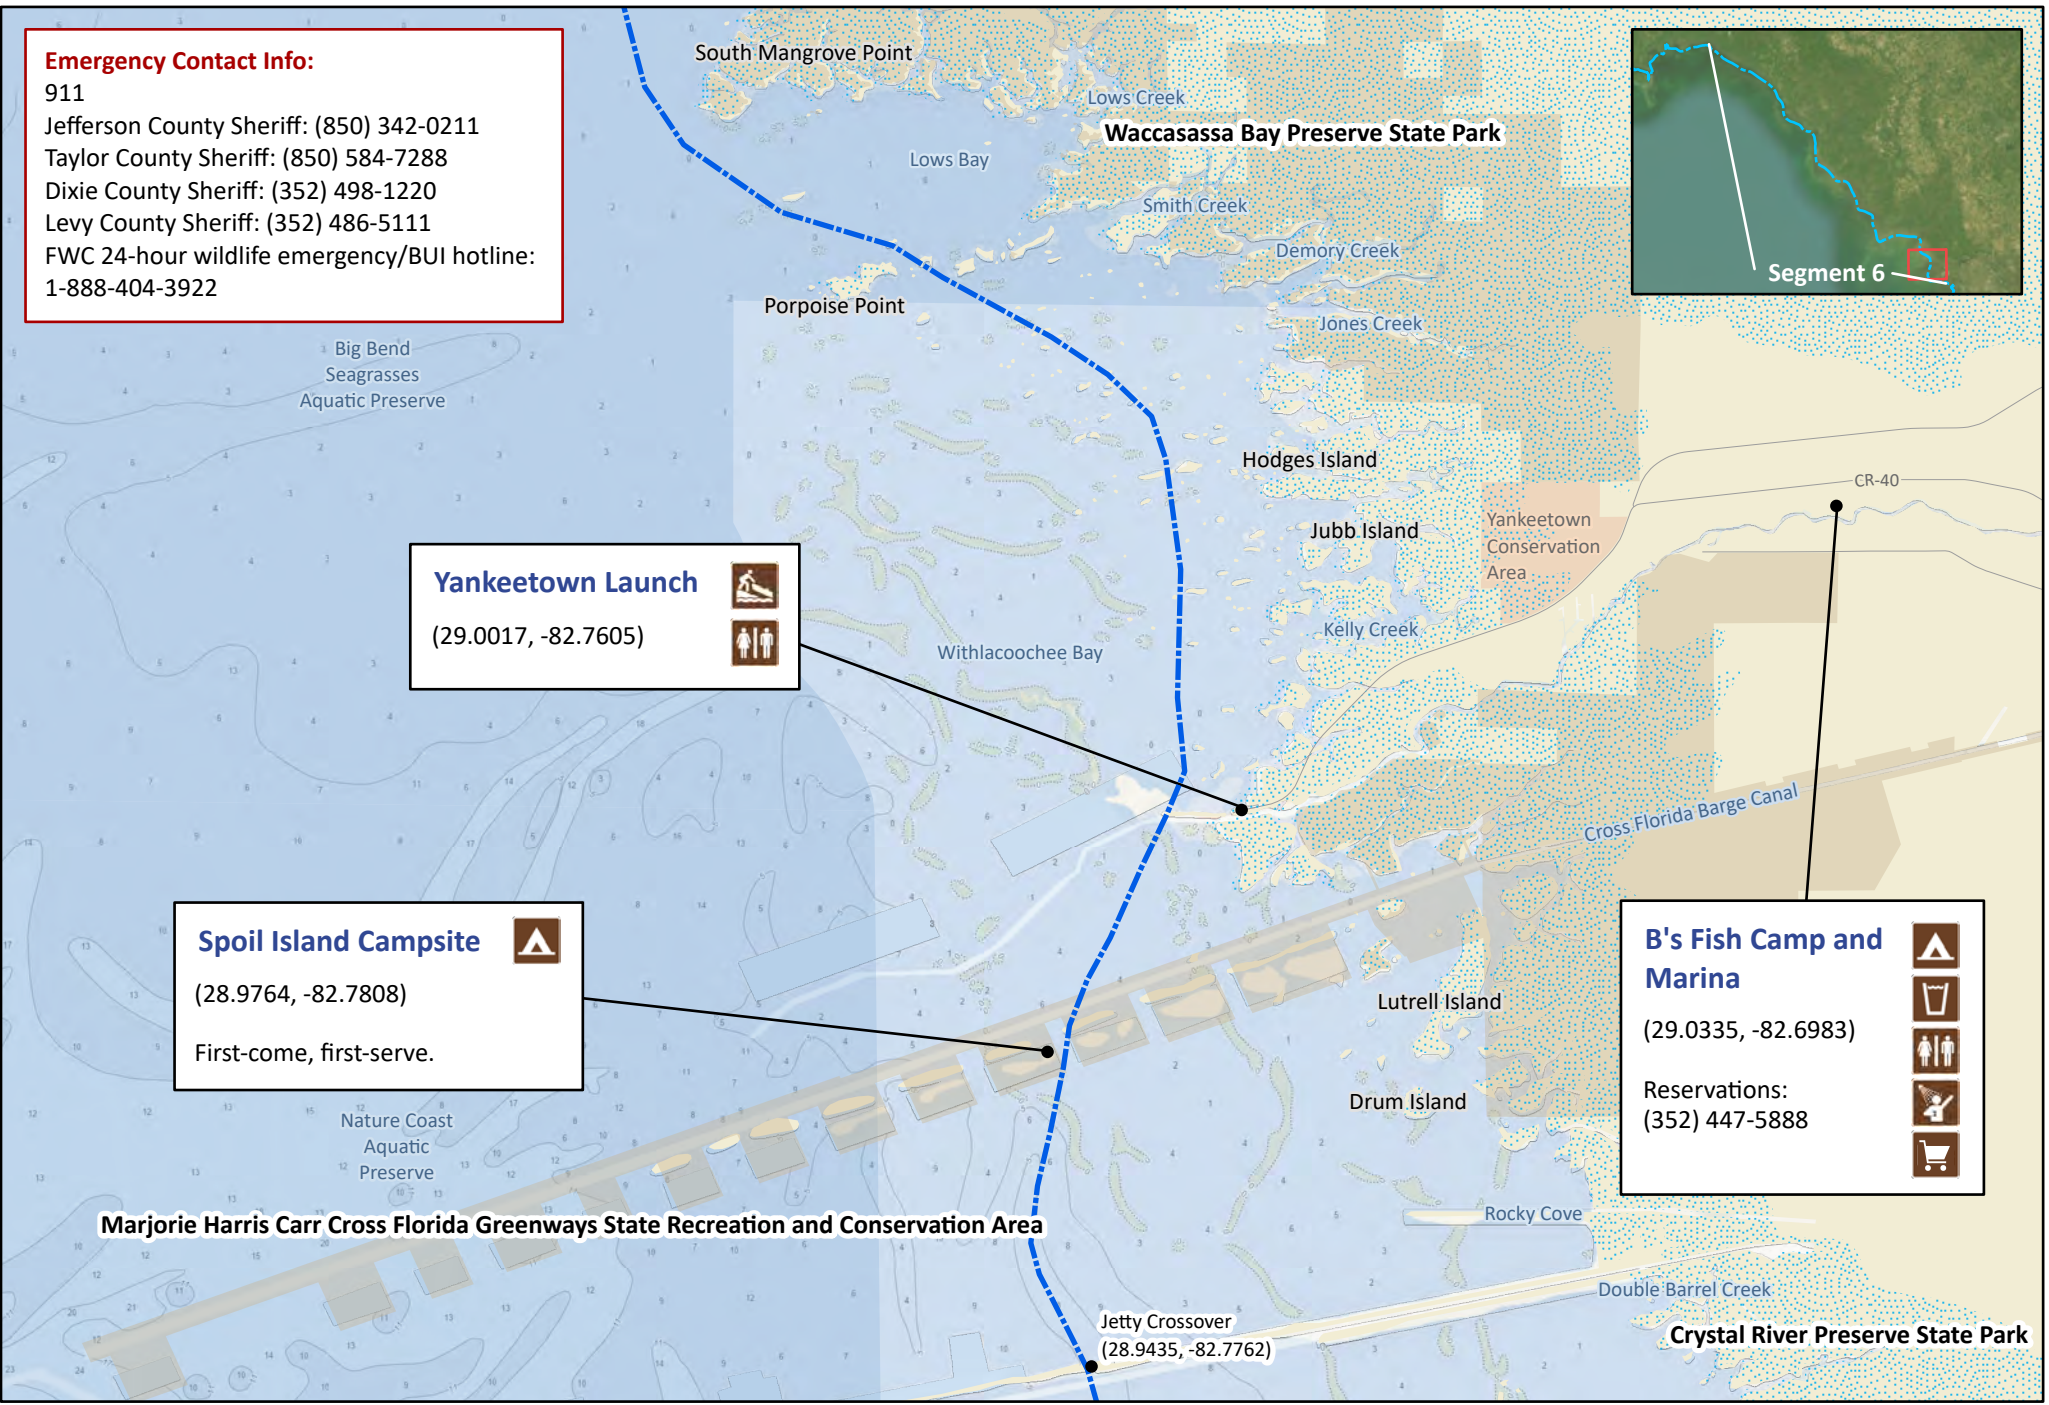 Emergency Contact Info:
911
Jefferson County Sheriff: (850) 342-0211
Taylor County Sheriff: (850) 584-7288
Dixie County Sheriff: (352) 498-1220
Levy County Sheriff: (352) 486-5111
FWC 24-hour wildlife emergency/BUI hotline:
1-888-404-3922
South Mangrove Point
Lows Creek
Waccasassa Bay Preserve State Park
Lows Bay
Smith Creek
Demory Creek
Segment 6
Porpoise Point
Jones Creek
Big Bend
Seagrasses
Aquatic Preserve
Hodges Island
CR-40
Jubb Island
Yankeetown
Conservation
Area
Yankeetown Launch
(29.0017, -82.7605)
Kelly Creek
Withlacoochee Bay
Cross Florida Barge Canal
Spoil Island Campsite
(28.9764, -82.7808)
First-come, first-serve.
B's Fish Camp and
Marina
(29.0335, -82.6983)
Reservations:
(352) 447-5888
Lutrell Island
Drum Island
Nature Coast
Aquatic
Preserve
Marjorie Harris Carr Cross Florida Greenways State Recreation and Conservation Area
Rocky Cove
Double Barrel Creek
Jetty Crossover
(28.9435, -82.7762)
Crystal River Preserve State Park